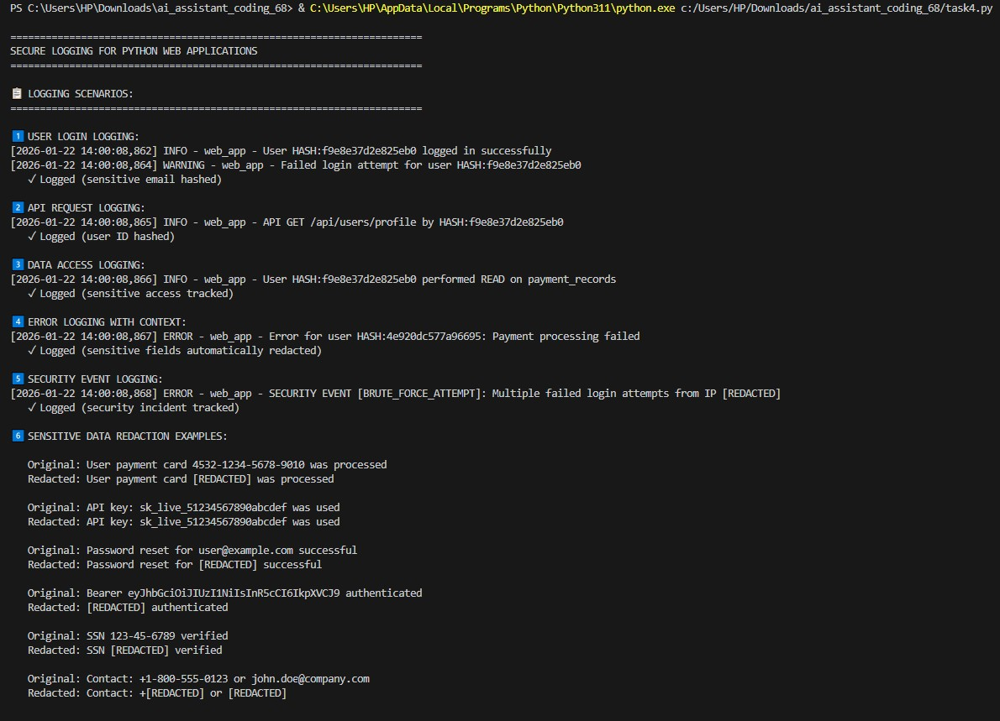 PS C:\Users\HP\Downloads\ai_assistant_coding_68> & C:\Users\HP\AppData\Local\Programs\Python\Python311\python.exe c:/Users/HP/Downloads/ai_assistant_coding_68/task4.py
======================================================================
SECURE LOGGING FOR PYTHON WEB APPLICATIONS
======================================================================
📋 LOGGING SCENARIOS:
======================================================================
1️⃣ USER LOGIN LOGGING:
[2026-01-22 14:00:08,862] INFO - web_app - User HASH:f9e8e37d2e825eb0 logged in successfully
[2026-01-22 14:00:08,864] WARNING - web_app - Failed login attempt for user HASH:f9e8e37d2e825eb0
✓ Logged (sensitive email hashed)
2️⃣ API REQUEST LOGGING:
[2026-01-22 14:00:08,865] INFO - web_app - API GET /api/users/profile by HASH:f9e8e37d2e825eb0
✓ Logged (user ID hashed)
3️⃣ DATA ACCESS LOGGING:
[2026-01-22 14:00:08,866] INFO - web_app - User HASH:f9e8e37d2e825eb0 performed READ on payment_records
✓ Logged (sensitive access tracked)
4️⃣ ERROR LOGGING WITH CONTEXT:
[2026-01-22 14:00:08,867] ERROR - web_app - Error for user HASH:4e920dc577a96695: Payment processing failed
✓ Logged (sensitive fields automatically redacted)
5️⃣ SECURITY EVENT LOGGING:
[2026-01-22 14:00:08,868] ERROR - web_app - SECURITY EVENT [BRUTE_FORCE_ATTEMPT]: Multiple failed login attempts from IP [REDACTED]
✓ Logged (security incident tracked)
6️⃣ SENSITIVE DATA REDACTION EXAMPLES:
Original: User payment card 4532-1234-5678-9010 was processed
Redacted: User payment card [REDACTED] was processed
Original: API key: sk_live_51234567890abcdef was used
Redacted: API key: sk_live_51234567890abcdef was used
Original: Password reset for user@example.com successful
Redacted: Password reset for [REDACTED] successful
Original: Bearer eyJhbGciOiJIUzI1NiIsInR5cCI6IkpXVCJ9 authenticated
Redacted: [REDACTED] authenticated
Original: SSN 123-45-6789 verified
Redacted: SSN [REDACTED] verified
Original: Contact: +1-800-555-0123 or john.doe@company.com
Redacted: Contact: +[REDACTED] or [REDACTED]